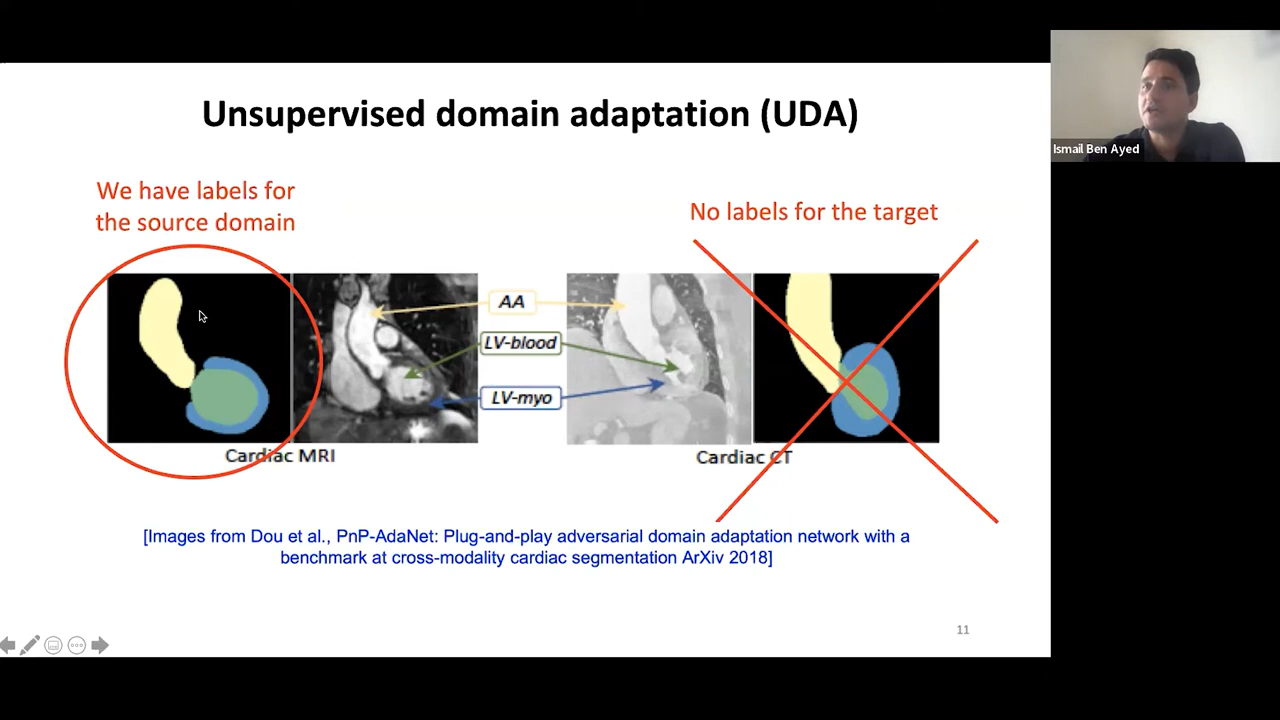 Unsupervised domain adaptation (UDA)
Ismail Ben Ayed
We have labels for
the source domain
No labels for the target
AA
LV-blood
LV-myo
Cardiac MRI
Cardiac CT
[Images from Dou et al., PnP-AdaNet: Plug-and-play adversarial domain adaptation network with a
benchmark at cross-modality cardiac segmentation ArXiv 2018]
11